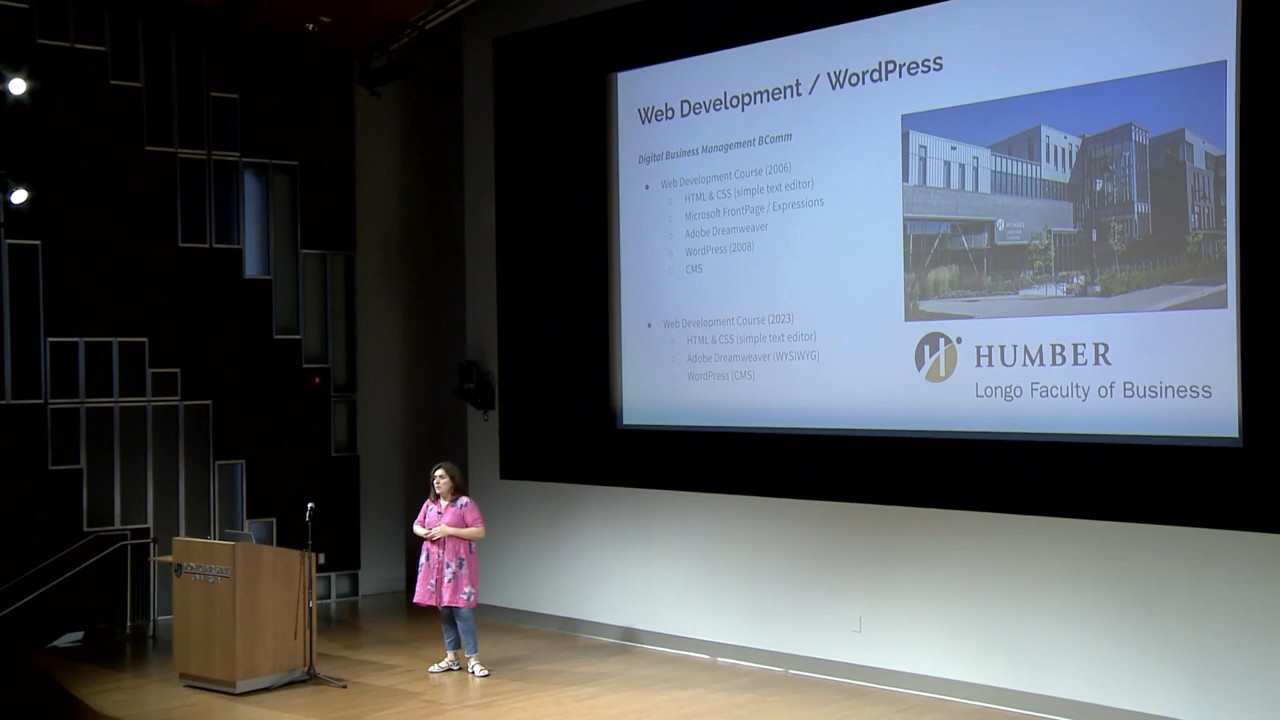 Web Development / WordPress
Digital Business Management BComm
Web Development Course (2006)
HTML & CSS (simple text editor)
Microsoft FrontPage / Expressions
Adobe Dreamweaver
WordPress (2008)
CMS
Web Development Course (2023)
HTML & CSS (simple text editor)
Adobe Dreamweaver (WYSIWYG)
WordPress (CMS)
HUMBER
H HUMBER
Longo Faculty of Business